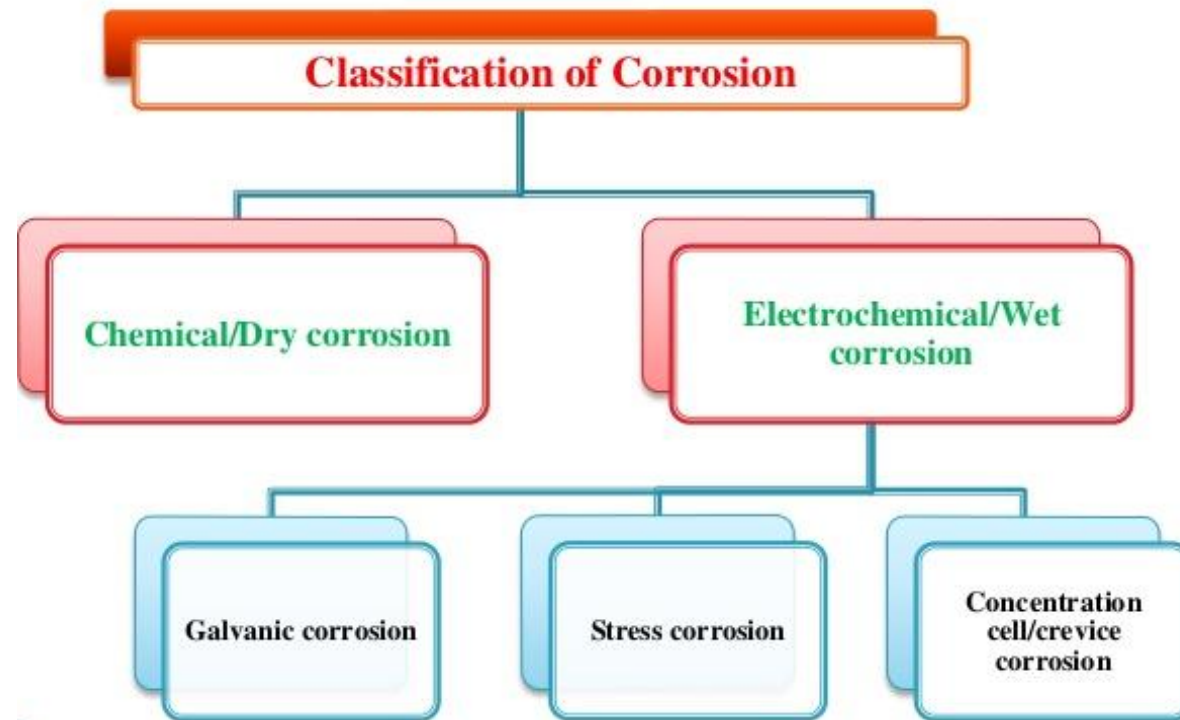 Classification of Corrosion
Chemical/Dry corrosion
Electrochemical/Wet
corrosion
Galvanic corrosion
Stress corrosion
Concentration
cell/crevice
corrosion